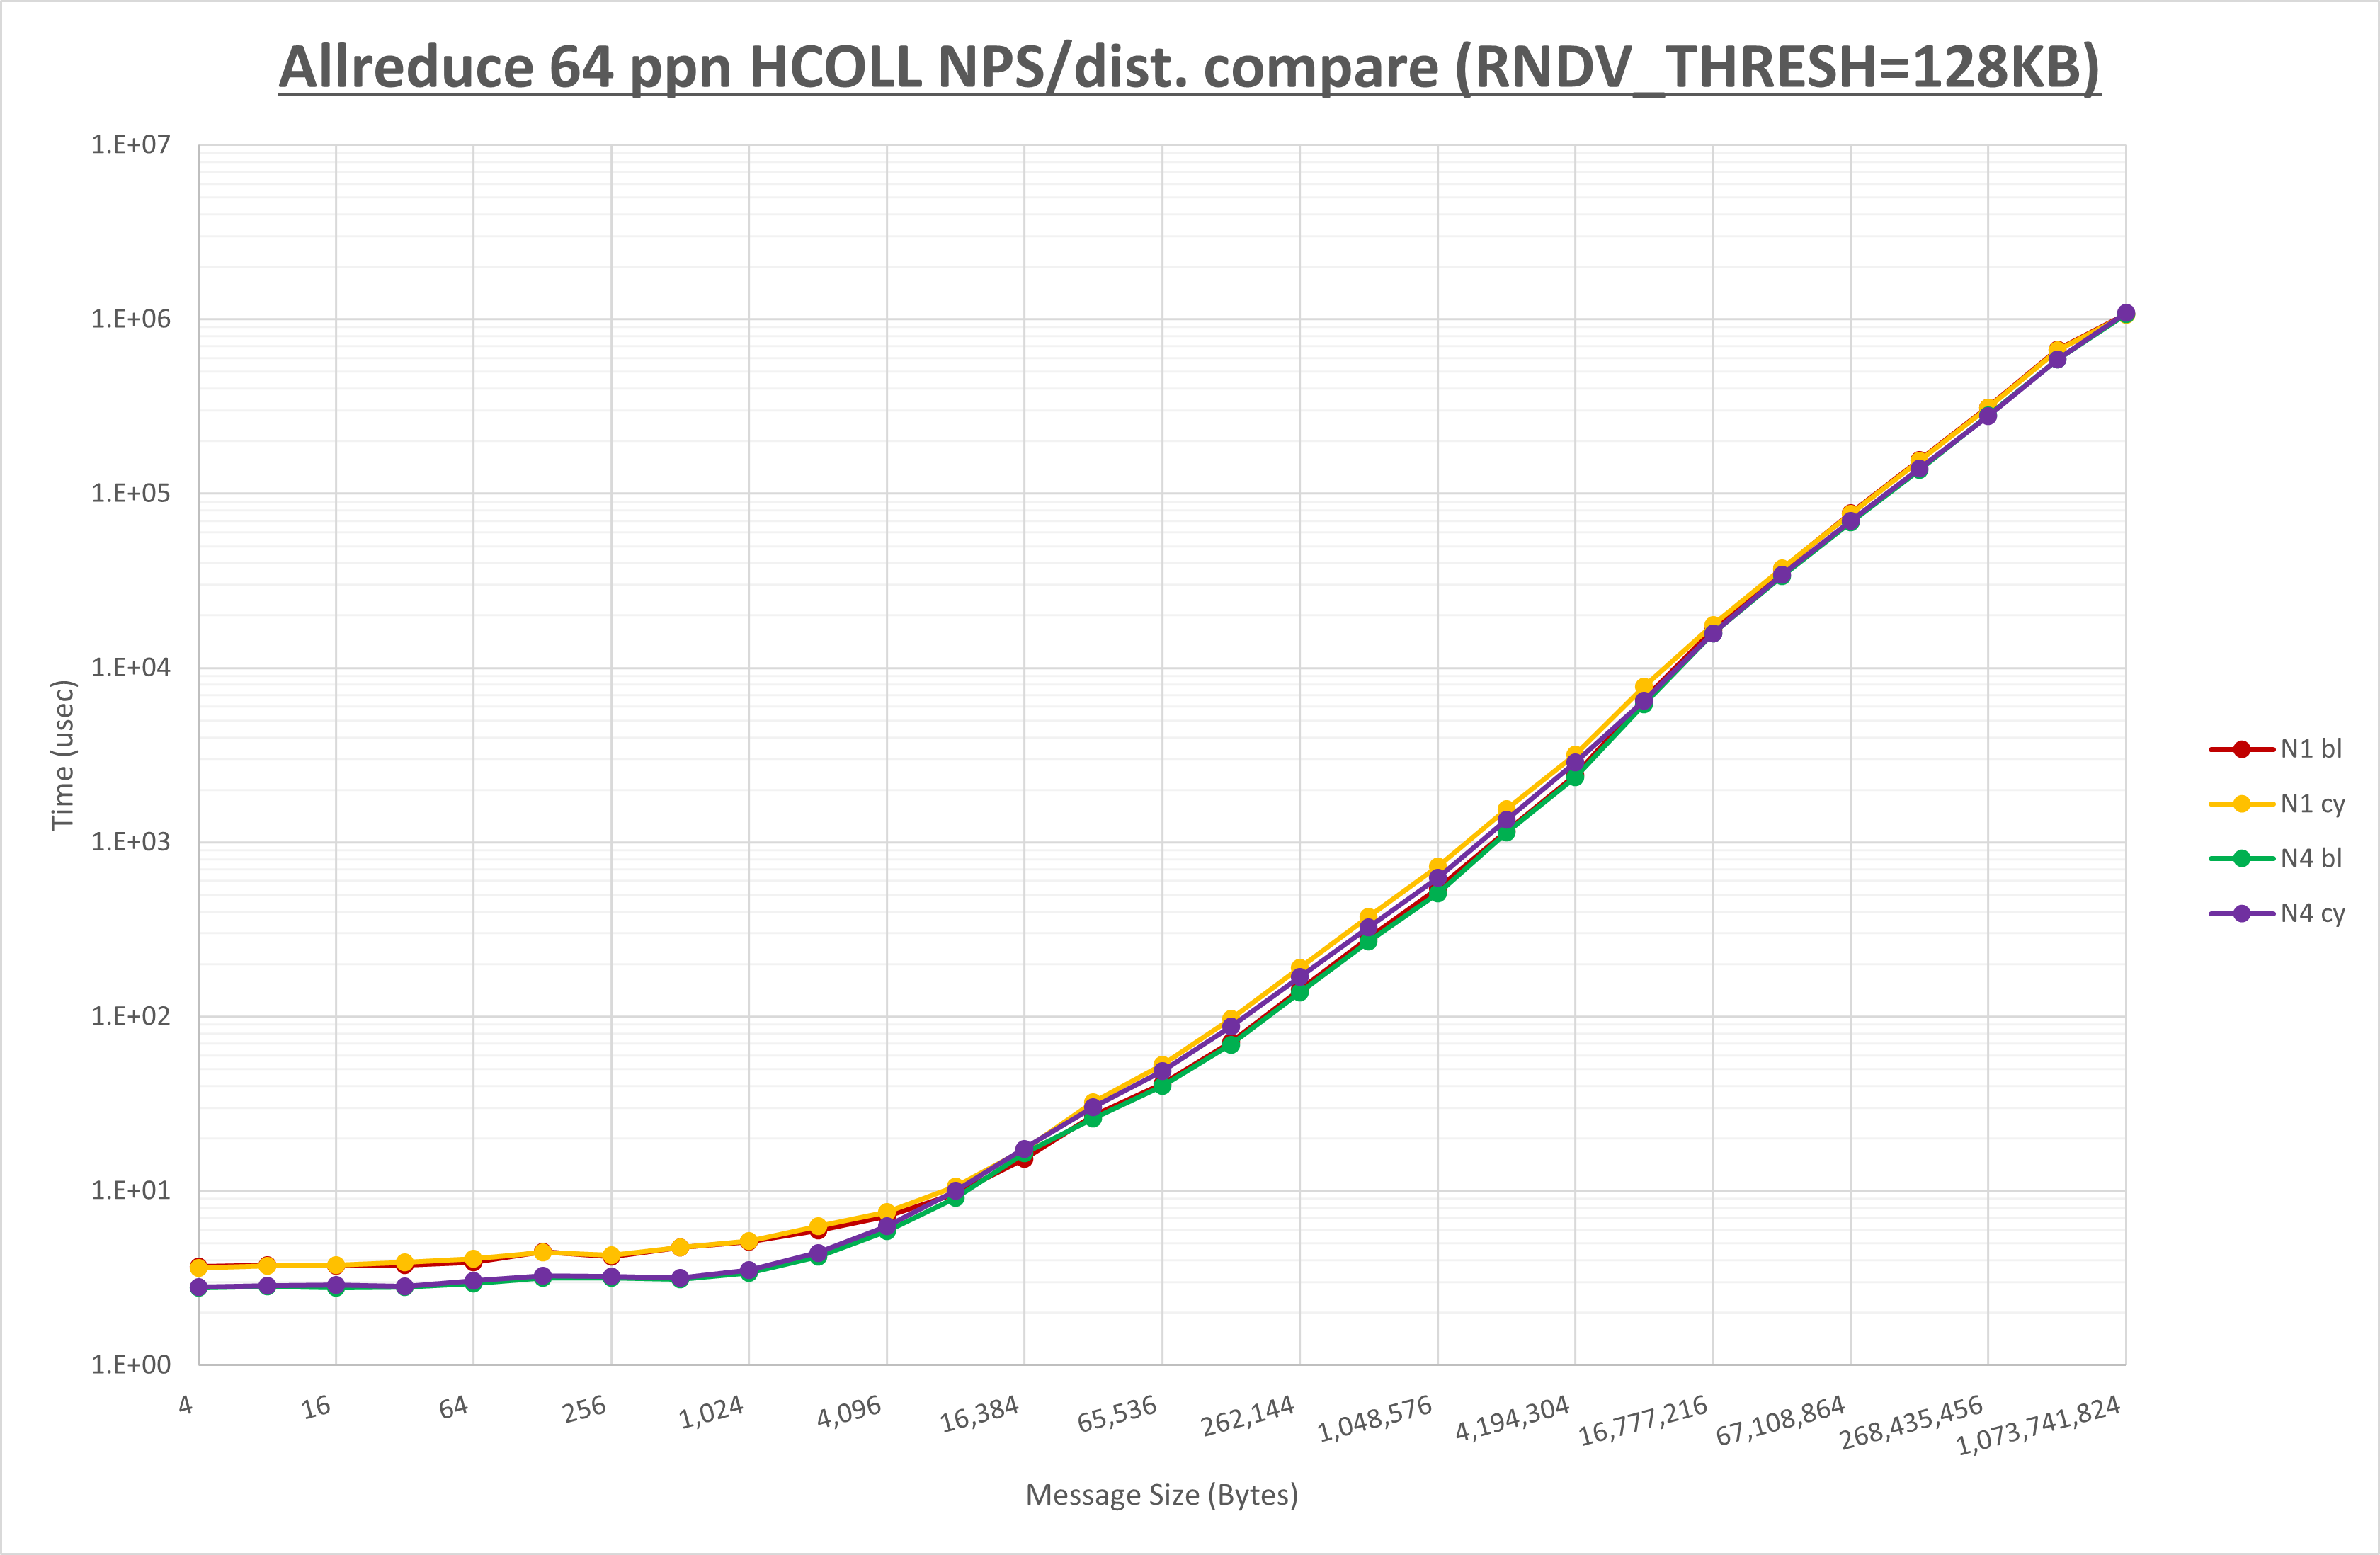 Allreduce 64 ppn HCOLL NPS/dist. compare (RNDV_THRESH=128KB)
1.E+07
1.E+06
1.E+05
1.E+04
1.E+03
1.E+02
1.E+01
1.E+00
Time (usec)
4
16
64
256
1,024
4,096
16,384
65,536
262,144
1,048,576
4,194,304
16,777,216
67,108,864
268,435,456
1,073,741,824
Message Size (Bytes)
N1 bl
N1 cy
N4 bl
N4 cy